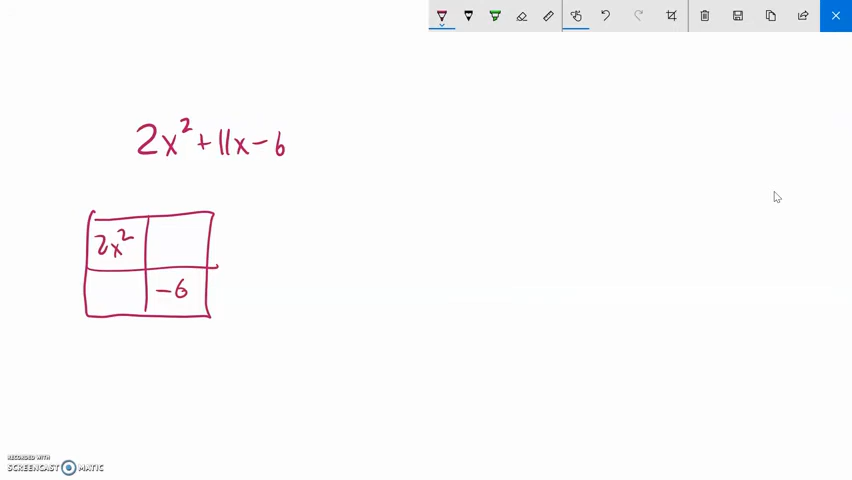 2x² + 11x - 6
2x²
-6
RECORDED WITH
SCREENCAST MATIC